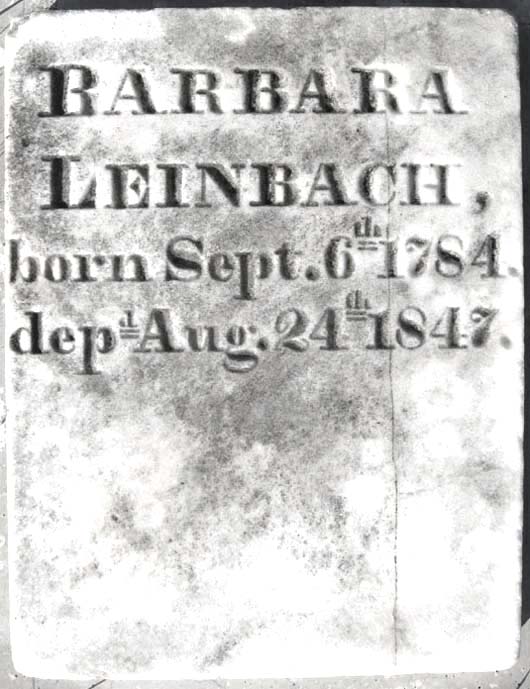 BARBARA
LEINBACH,
born Sept. 6th 1784.
depd Aug. 24th 1847.